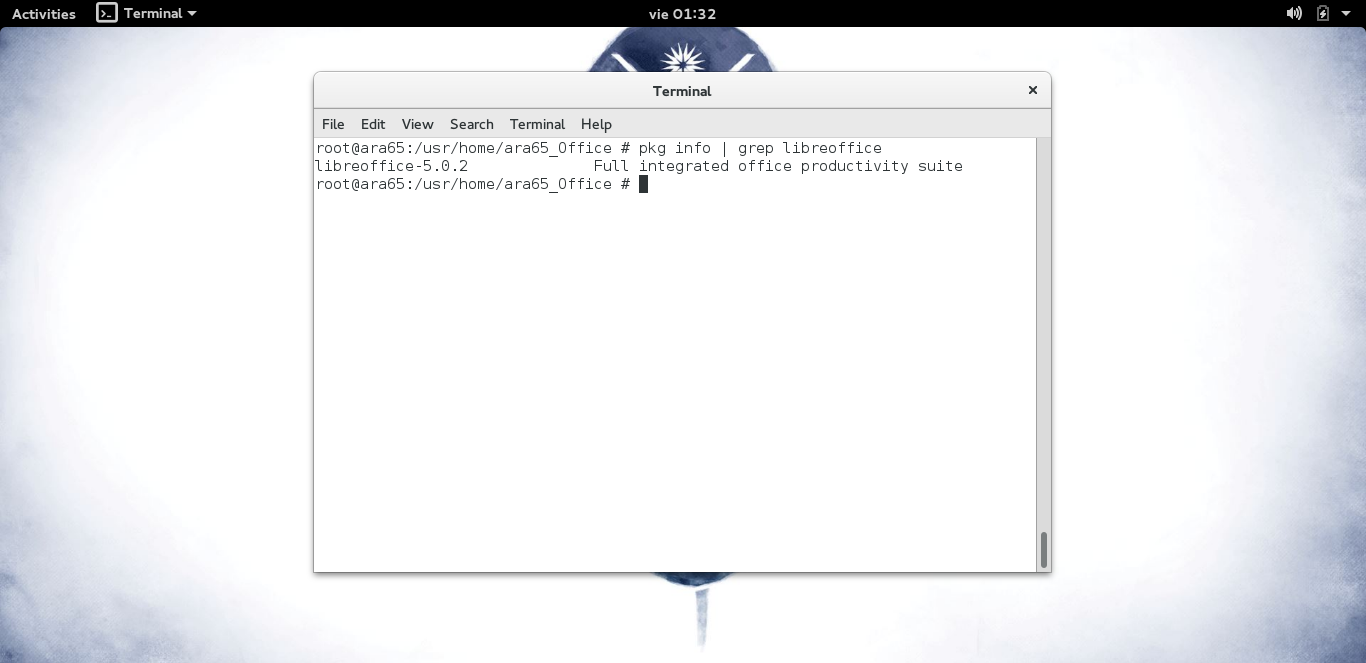 Activities Terminal vie 01:32
Terminal
File Edit View Search Terminal Help
root@ara65:/usr/home/ara65_Office # pkg info | grep libreoffice
libreoffice-5.0.2              Full integrated office productivity suite
root@ara65:/usr/home/ara65_Office #